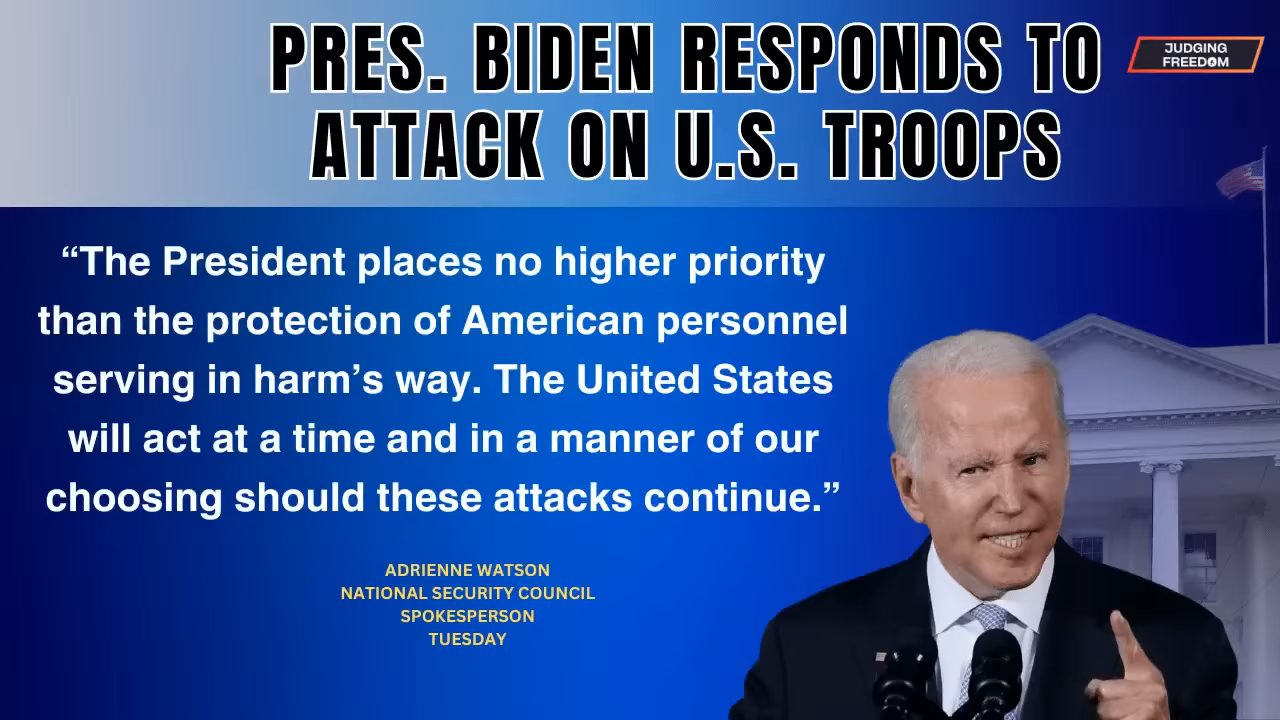 PRES. BIDEN RESPONDS TO
ATTACK ON U.S. TROOPS
JUDGING
FREEDOM
“The President places no higher priority
than the protection of American personnel
serving in harm’s way. The United States
will act at a time and in a manner of our
choosing should these attacks continue.”
ADRIENNE WATSON
NATIONAL SECURITY COUNCIL
SPOKESPERSON
TUESDAY